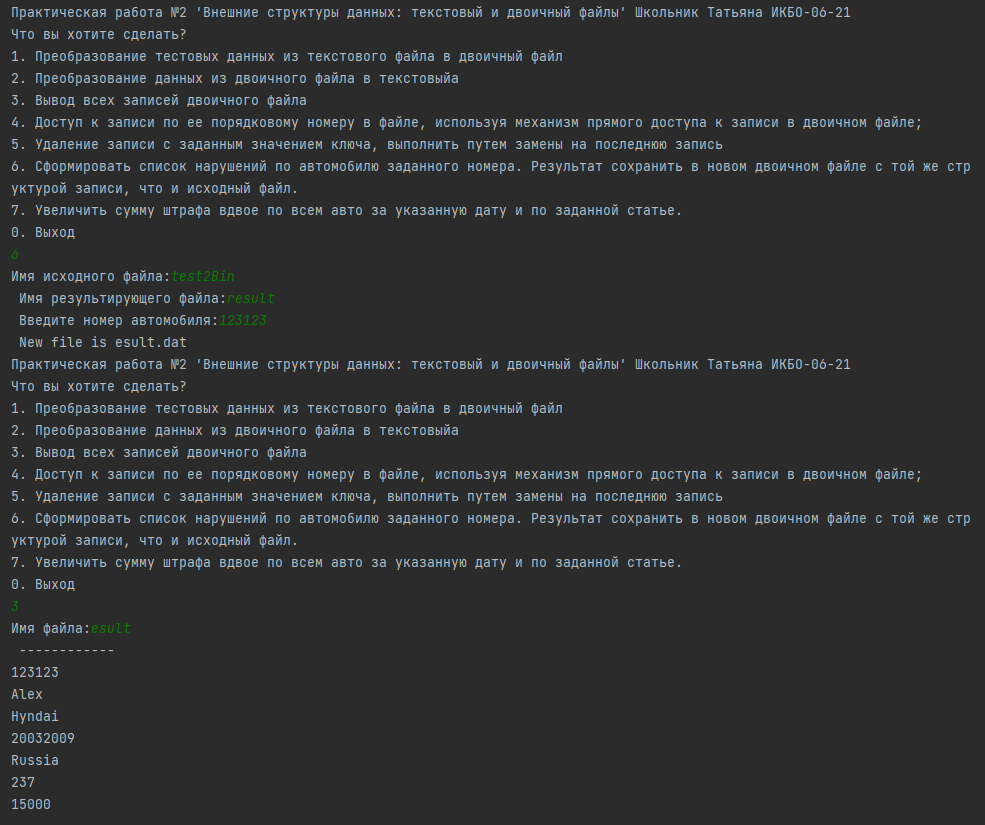 Практическая работа №2 'Внешние структуры данных: текстовый и двоичный файлы' Школьник Татьяна ИКБО-06-21
Что вы хотите сделать?
1. Преобразование тестовых данных из текстового файла в двоичный файл
2. Преобразование данных из двоичного файла в текстовыйа
3. Вывод всех записей двоичного файла
4. Доступ к записи по ее порядковому номеру в файле, используя механизм прямого доступа к записи в двоичном файле;
5. Удаление записи с заданным значением ключа, выполнить путем замены на последнюю запись
6. Сформировать список нарушений по автомобилю заданного номера. Результат сохранить в новом двоичном файле с той же стр
уктурой записи, что и исходный файл.
7. Увеличить сумму штрафа вдвое по всем авто за указанную дату и по заданной статье.
0. Выход
6
Имя исходного файла:test2Bin
Имя результирующего файла:result
Введите номер автомобиля:123123
New file is esult.dat
Практическая работа №2 'Внешние структуры данных: текстовый и двоичный файлы' Школьник Татьяна ИКБО-06-21
Что вы хотите сделать?
1. Преобразование тестовых данных из текстового файла в двоичный файл
2. Преобразование данных из двоичного файла в текстовыйа
3. Вывод всех записей двоичного файла
4. Доступ к записи по ее порядковому номеру в файле, используя механизм прямого доступа к записи в двоичном файле;
5. Удаление записи с заданным значением ключа, выполнить путем замены на последнюю запись
6. Сформировать список нарушений по автомобилю заданного номера. Результат сохранить в новом двоичном файле с той же стр
уктурой записи, что и исходный файл.
7. Увеличить сумму штрафа вдвое по всем авто за указанную дату и по заданной статье.
0. Выход
3
Имя файла:esult
------------
123123
Alex
Hyndai
20032009
Russia
237
15000